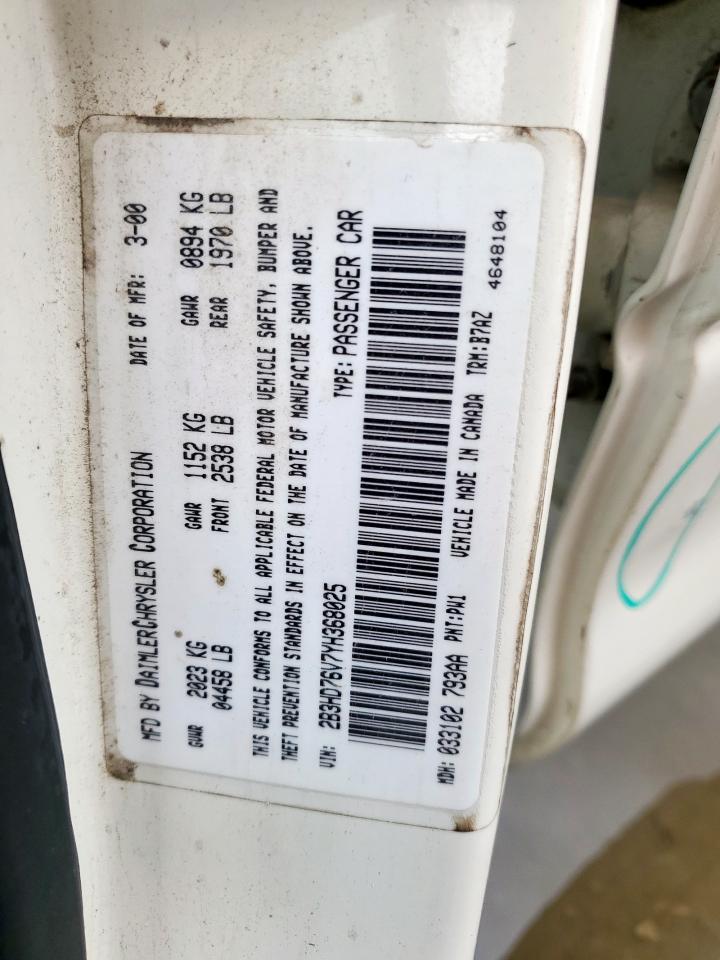 MFD BY DAIMLERCHRYSLER CORPORATION DATE OF MFR: 3-00
GVWR 2023 KG GAWR 1152 KG GAWR 0894 KG
04458 LB FRONT 2538 LB REAR 1970 LB
THIS VEHICLE CONFORMS TO ALL APPLICABLE FEDERAL MOTOR VEHICLE SAFETY, BUMPER AND
THEFT PREVENTION STANDARDS IN EFFECT ON THE DATE OF MANUFACTURE SHOWN ABOVE.
VIN: 2B3HD76V7YH368025 TYPE: PASSENGER CAR
MDH: 033102 793AA PNT:PW1 VEHICLE MADE IN CANADA TRM:B7AZ
4648104